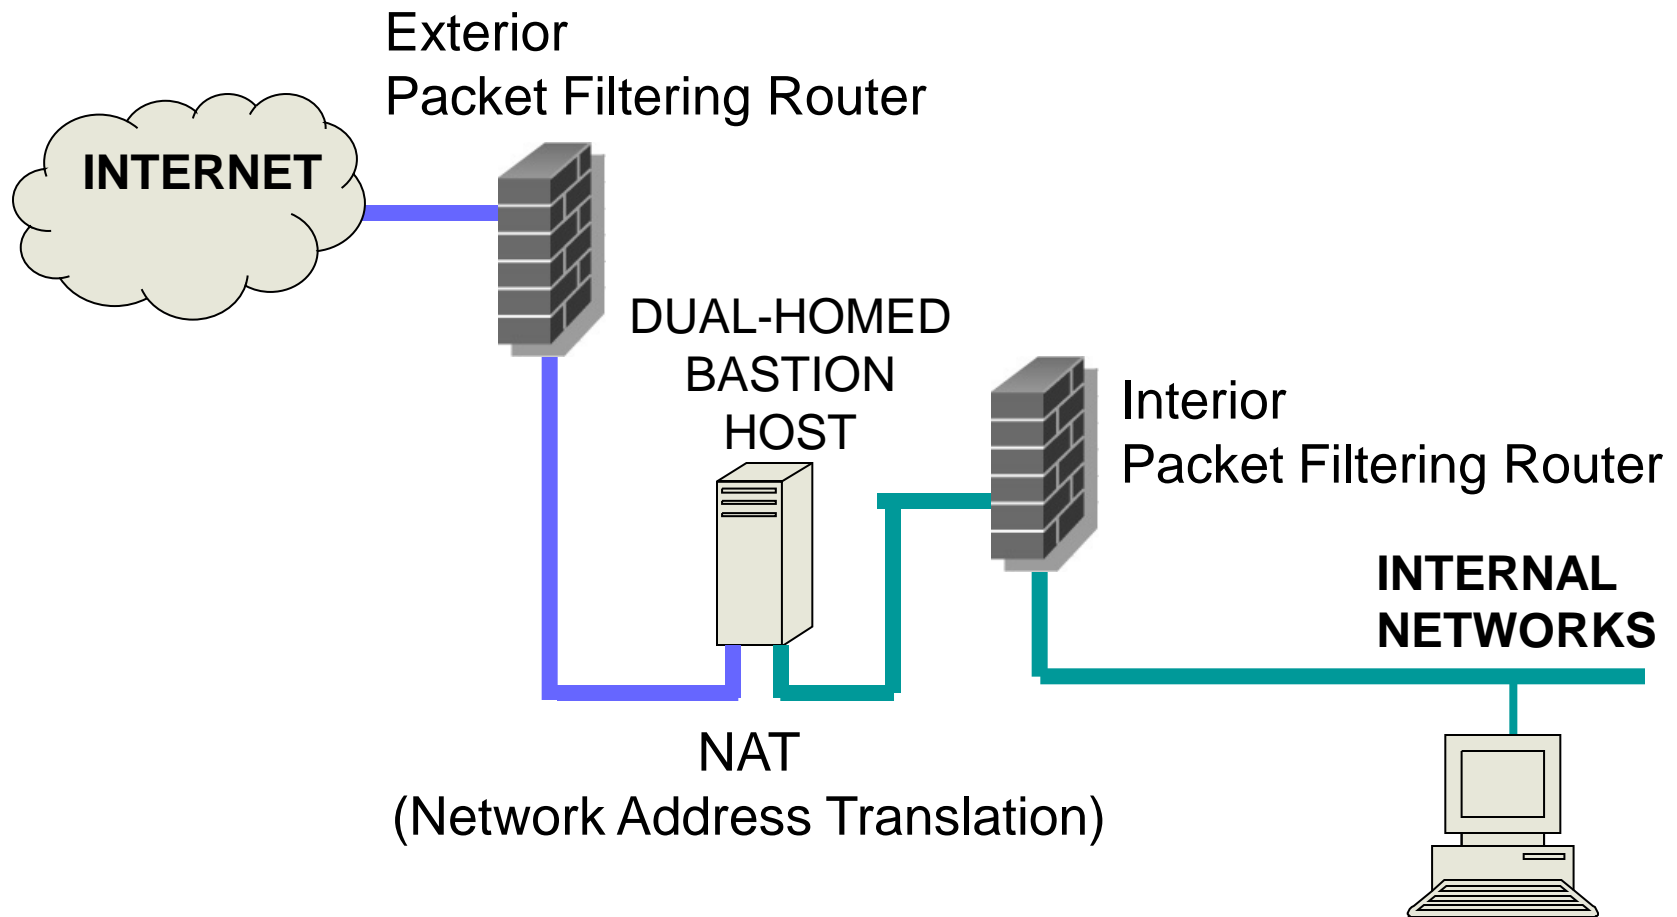 Exterior
Packet Filtering Router
INTERNET
DUAL-HOMED
BASTION
HOST
Interior
Packet Filtering Router
INTERNAL
NETWORKS
NAT
(Network Address Translation)